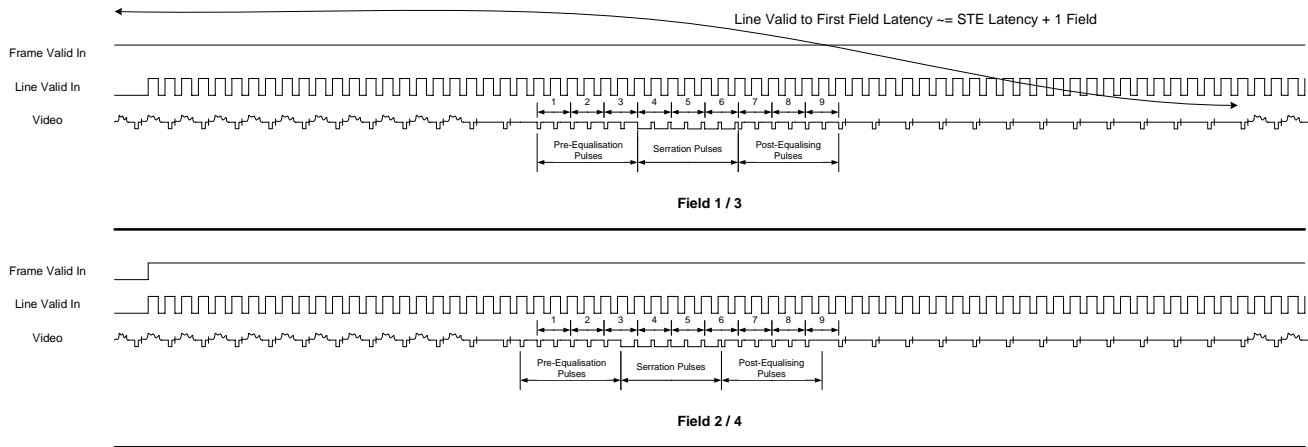 Line Valid to First Field Latency ~= STE Latency + 1 Field
Frame Valid In
Line Valid In
1 2 3 4 5 6 7 8 9
Video
Pre-Equalisation
Pulses
Serration Pulses
Post-Equalising
Pulses
Field 1 / 3
Frame Valid In
Line Valid In
1 2 3 4 5 6 7 8 9
Video
Pre-Equalisation
Pulses
Serration Pulses
Post-Equalising
Pulses
Field 2 / 4